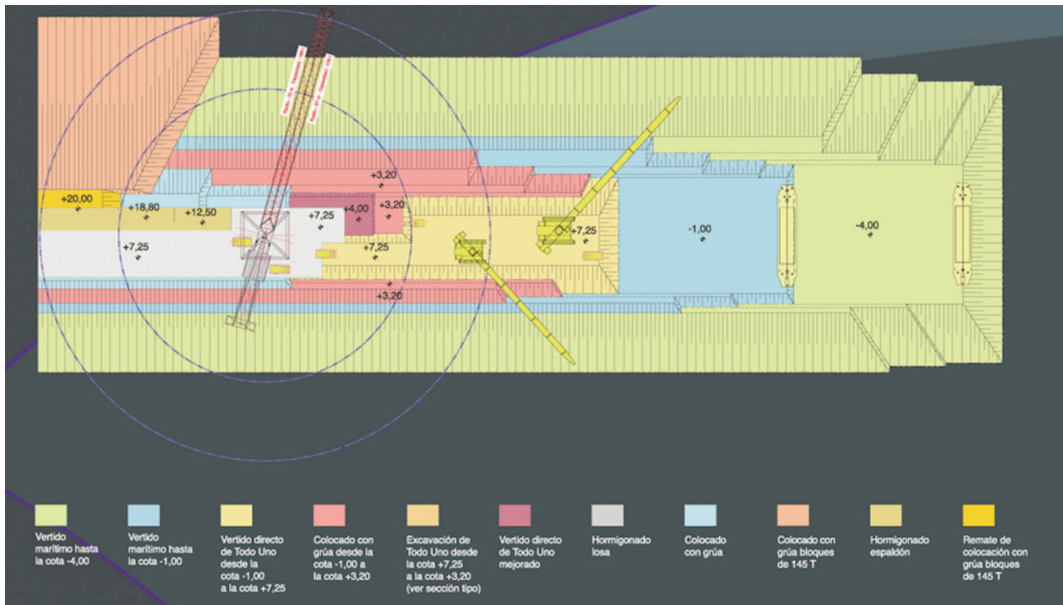 +3,20
+20,00
+18,80
+12,50
+7,25
+4,00
+3,20
+7,25
+7,25
+7,25
+3,20
-1,00
-4,00
Vertido
marítimo hasta
la cota -4,00
Vertido
marítimo hasta
la cota -1,00
Vertido directo
de Todo Uno
desde la
cota -1,00
a la cota +7,25
Colocado con
grúa desde la
cota -1,00 a
la cota +3,20
Excavación de
Todo Uno desde
la cota +7,25
a la cota +3,20
(ver sección tipo)
Vertido directo
de Todo Uno
mejorado
Hormigonado
losa
Colocado
con grúa
Colocado con
grúa bloques
de 145 T
Hormigonado
espaldón
Remate de
colocación con
grúa bloques
de 145 T